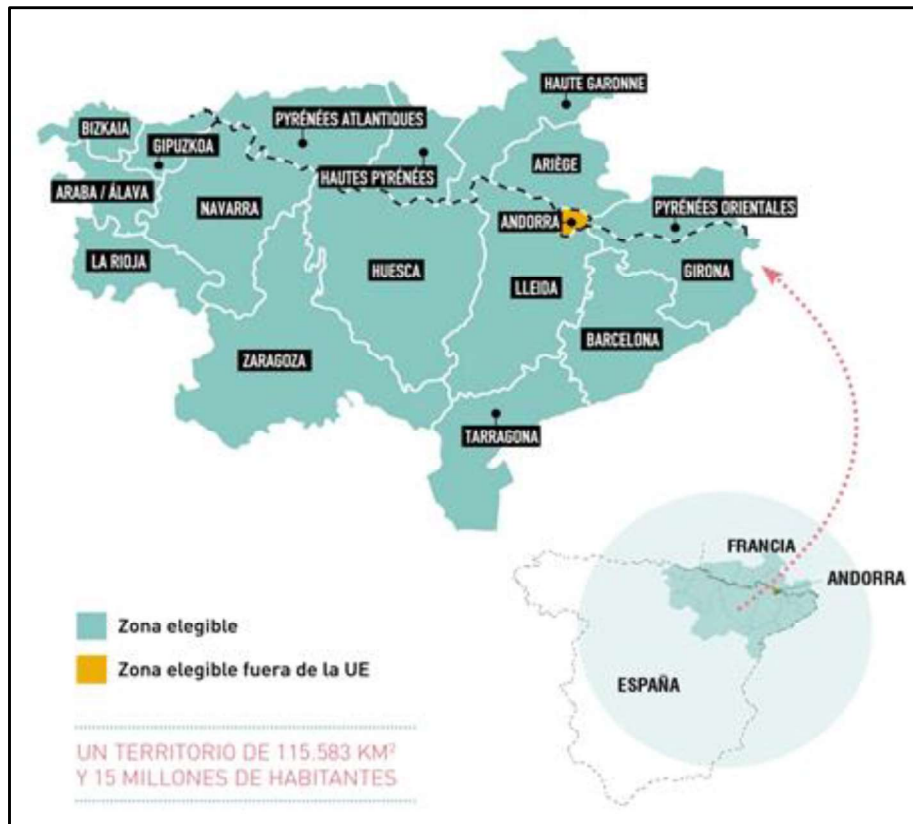 HAUTE GARONNE
PYRÉNÉES ATLANTIQUES
BIZKAIA
GIPUZKOA
ARIÈGE
HAUTES PYRÉNÉES
ARABA / ÁLAVA
NAVARRA
PYRÉNÉES ORIENTALES
ANDORRA
LA RIOJA
HUESCA
GIRONA
LLEIDA
BARCELONA
ZARAGOZA
TARRAGONA
FRANCIA
ANDORRA
ESPAÑA
Zona elegible
Zona elegible fuera de la UE
UN TERRITORIO DE 115.583 KM²
Y 15 MILLONES DE HABITANTES